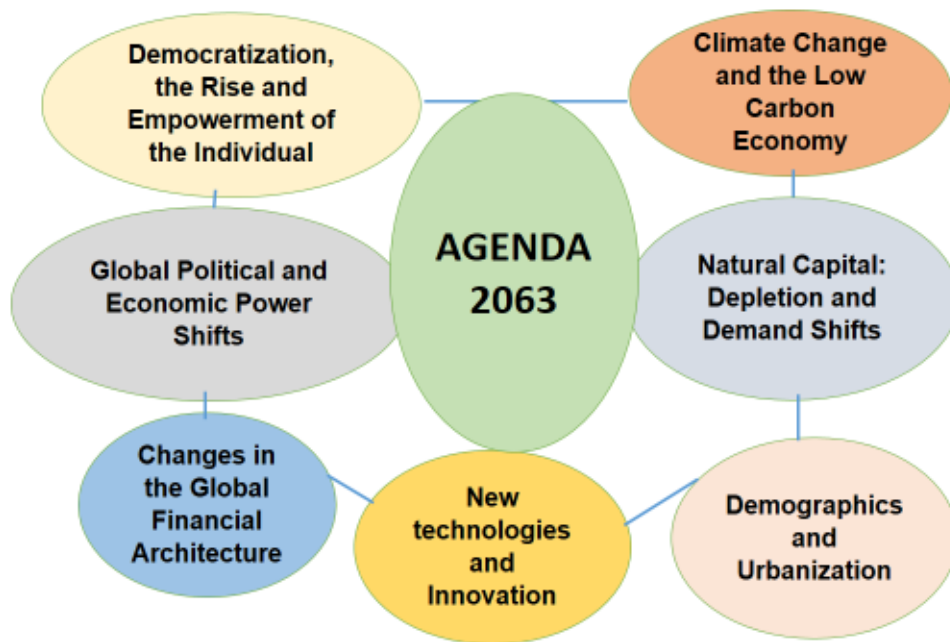 Democratization,
the Rise and
Empowerment of
the Individual
Climate Change
and the Low
Carbon
Economy
AGENDA
2063
Global Political and
Economic Power
Shifts
Natural Capital:
Depletion and
Demand Shifts
Changes in
the Global
Financial
Architecture
New
technologies
and
Innovation
Demographics
and
Urbanization